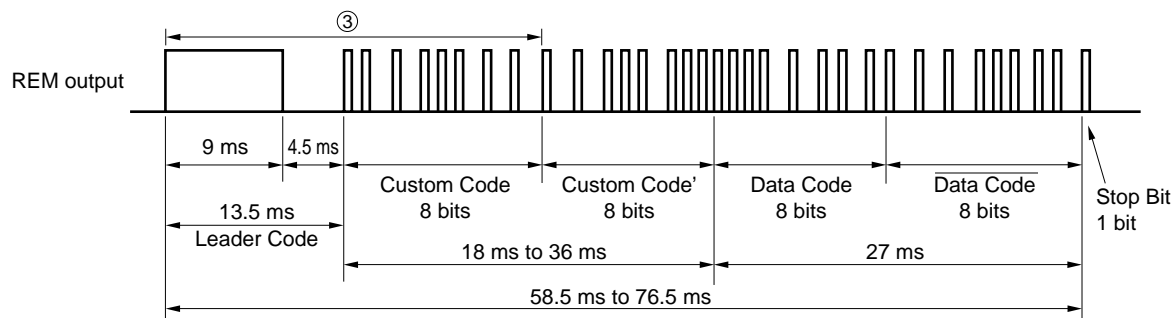 ③
REM output
9 ms
4.5 ms
Custom Code
8 bits
Custom Code'
8 bits
Data Code
8 bits
Data Code
8 bits
Stop Bit
1 bit
13.5 ms
Leader Code
18 ms to 36 ms
27 ms
58.5 ms to 76.5 ms